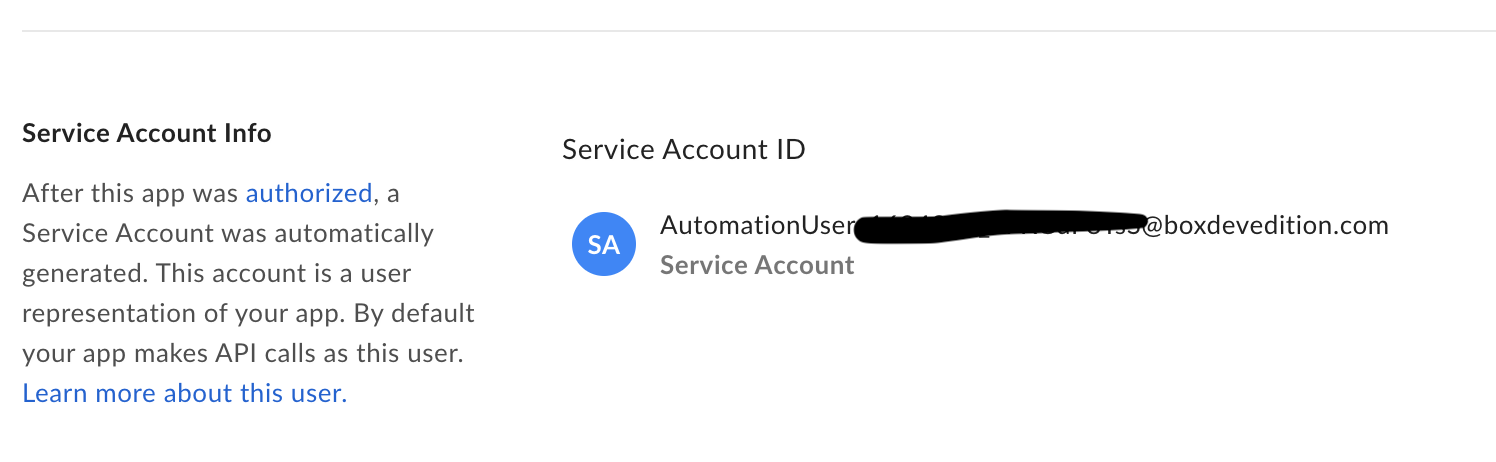 Service Account Info
After this app was authorized, a
Service Account was automatically
generated. This account is a user
representation of your app. By default
your app makes API calls as this user.
Learn more about this user.
Service Account ID
SA
AutomationUser @boxdevedition.com
Service Account